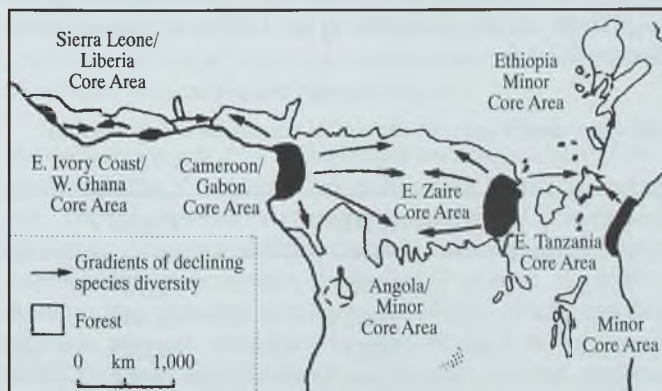 Sierra Leone/
Liberia
Core Area
Ethiopia
Minor
Core Area
E. Ivory Coast/
W. Ghana
Core Area
Cameroon/
Gabon
Core Area
E. Zaire
Core Area
E. Tanzania
Core Area
Angola/
Minor
Core Area
Minor
Core Area
Gradients of declining
species diversity
Forest
0 km 1,000